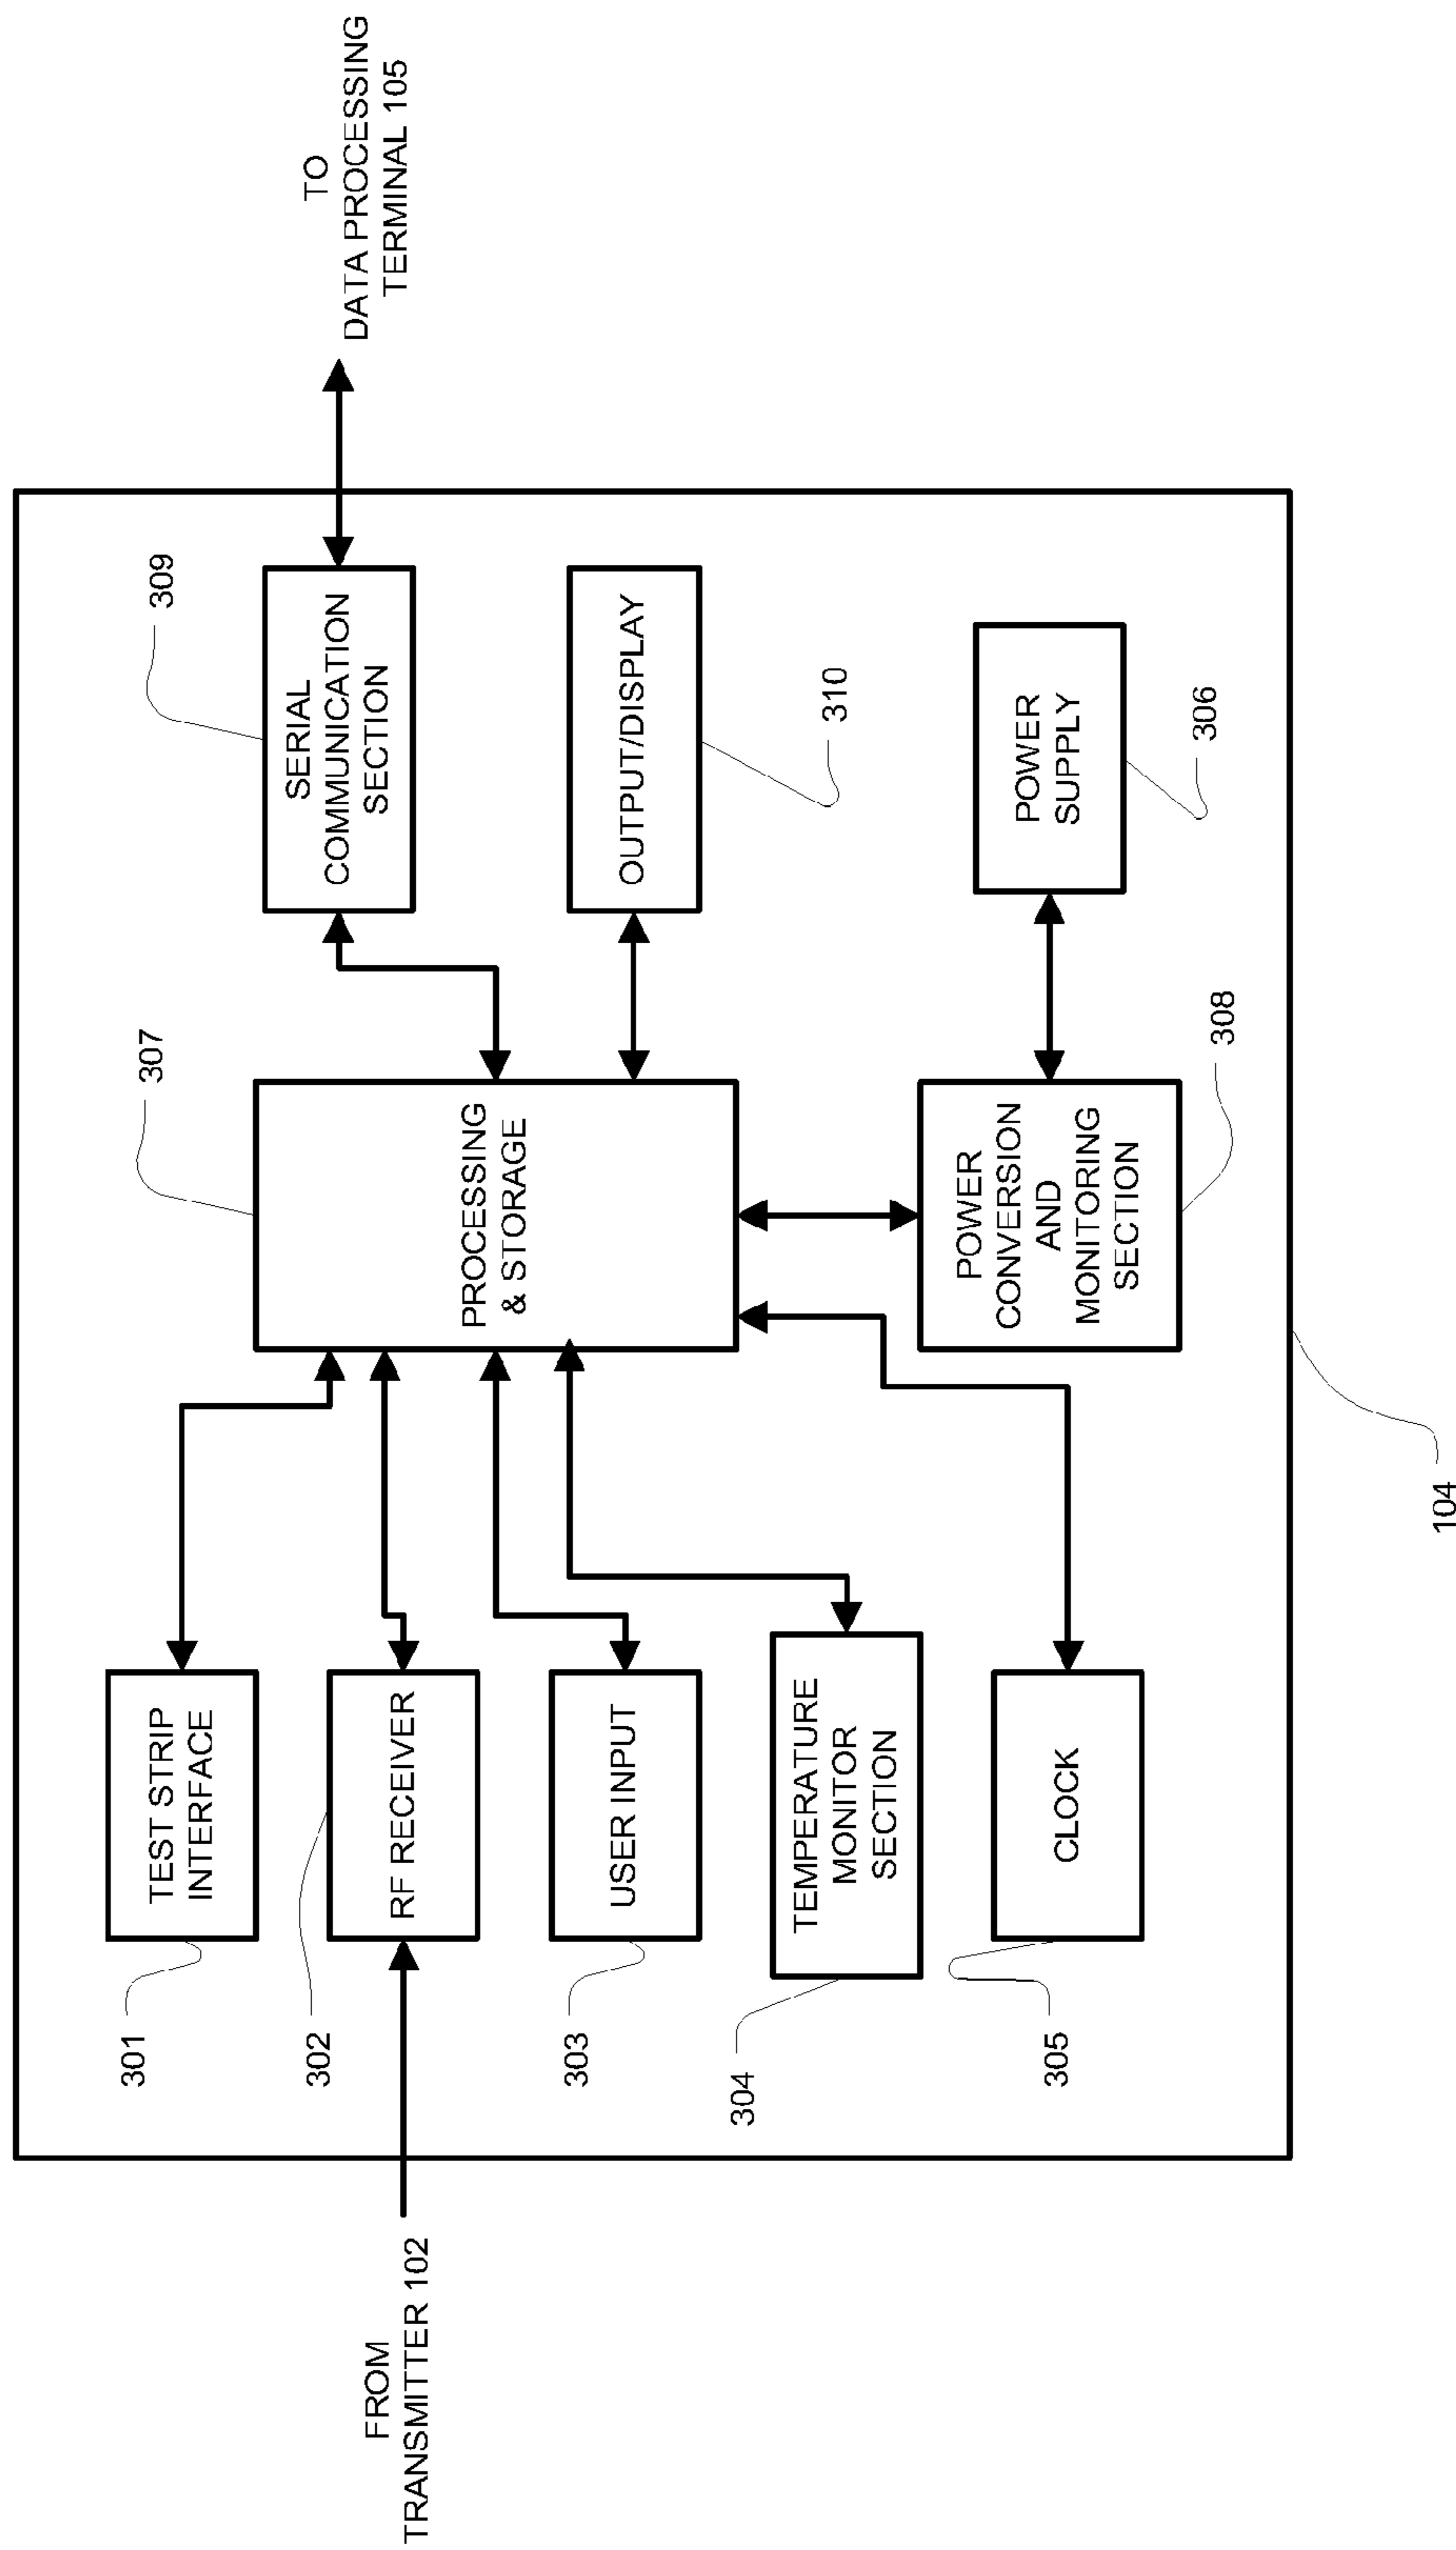 TEST STRIP
INTERFACE
301
RF RECEIVER
302
USER INPUT
303
TEMPERATURE
MONITOR
SECTION
304
CLOCK
305
FROM
TRANSMITTER 102
307
PROCESSING
& STORAGE
POWER
CONVERSION
AND
MONITORING
SECTION
308
309
SERIAL
COMMUNICATION
SECTION
OUTPUT/DISPLAY
310
POWER
SUPPLY
306
TO
DATA PROCESSING
TERMINAL 105
104